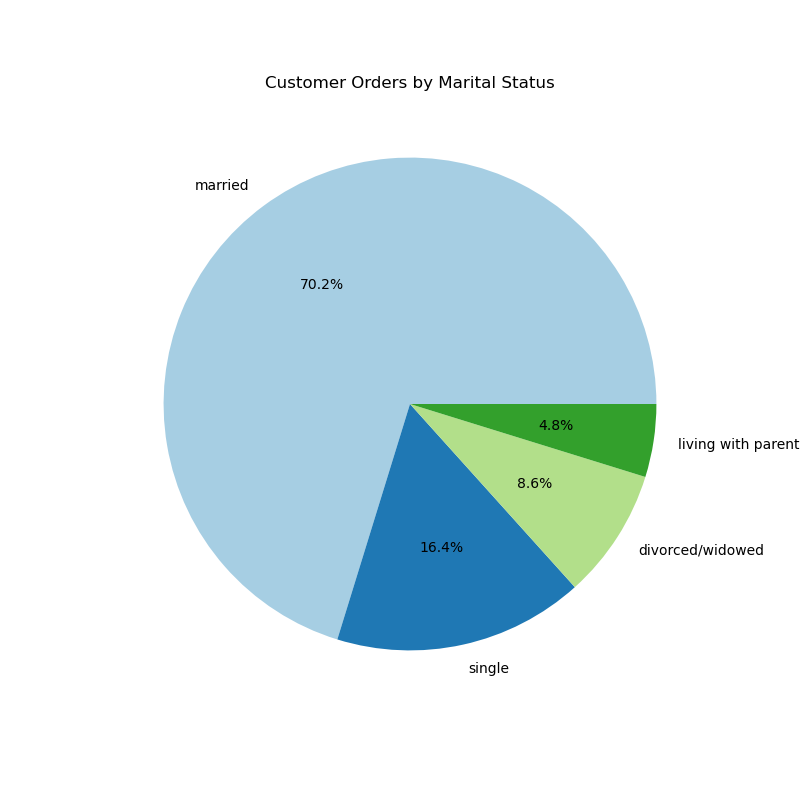 Customer Orders by Marital Status
married
70.2%
4.8%
living with parent
8.6%
divorced/widowed
16.4%
single